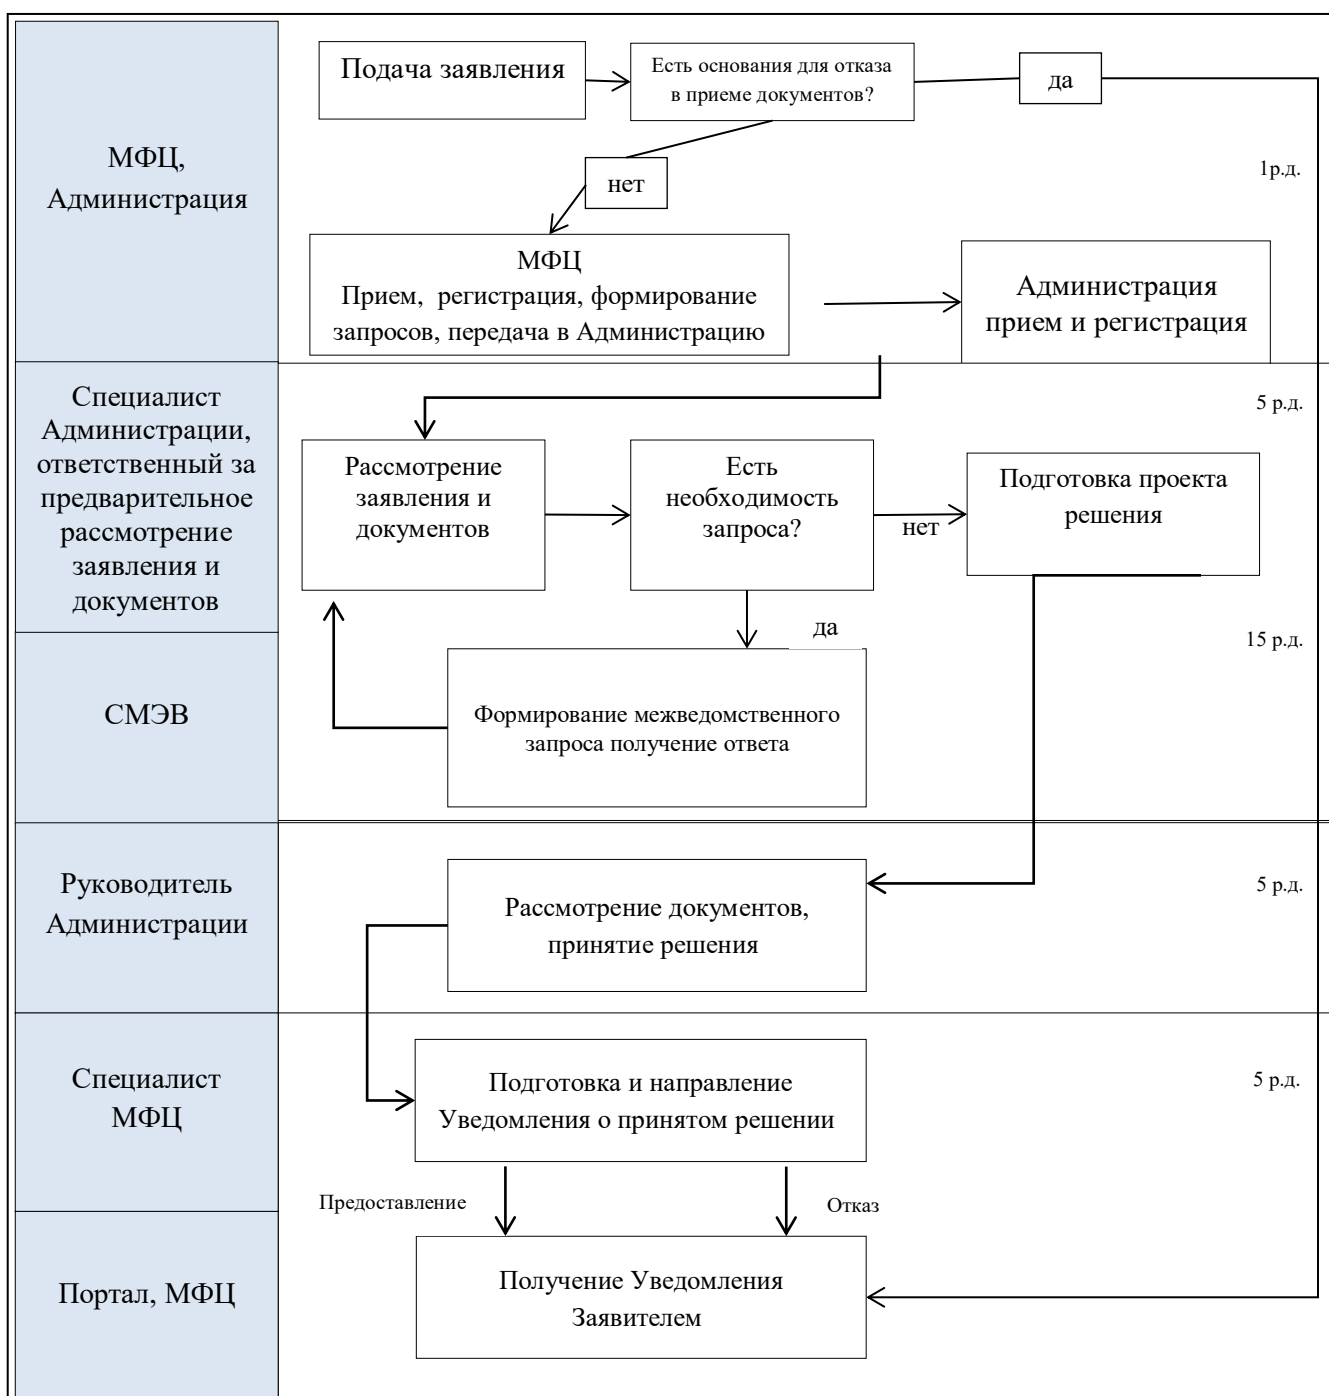 МФЦ,
Администрация
Подача заявления
Есть основания для отказа
в приеме документов?
да
нет
1р.д.
МФЦ
Прием, регистрация, формирование
запросов, передача в Администрацию
Администрация
прием и регистрация
Специалист
Администрации,
ответственный за
предварительное
рассмотрение
заявления и
документов
5 р.д.
Рассмотрение
заявления и
документов
Есть
необходимость
запроса?
нет
Подготовка проекта
решения
да
15 р.д.
СМЭВ
Формирование межведомственного
запроса получение ответа
Руководитель
Администрации
Рассмотрение документов,
принятие решения
5 р.д.
Специалист
МФЦ
Подготовка и направление
Уведомления о принятом решении
5 р.д.
Предоставление
Отказ
Портал, МФЦ
Получение Уведомления
Заявителем